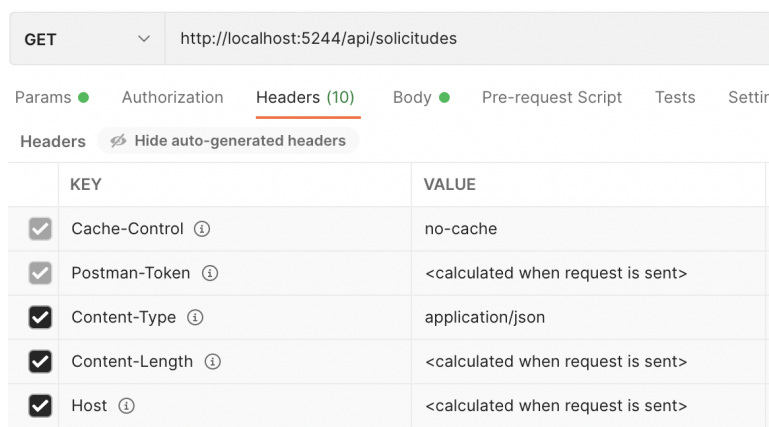 GET http://localhost:5244/api/solicitudes
Params Authorization Headers (10) Body Pre-request Script Tests Settin
Headers Hide auto-generated headers
KEY VALUE
Cache-Control no-cache
Postman-Token <calculated when request is sent>
Content-Type application/json
Content-Length <calculated when request is sent>
Host <calculated when request is sent>